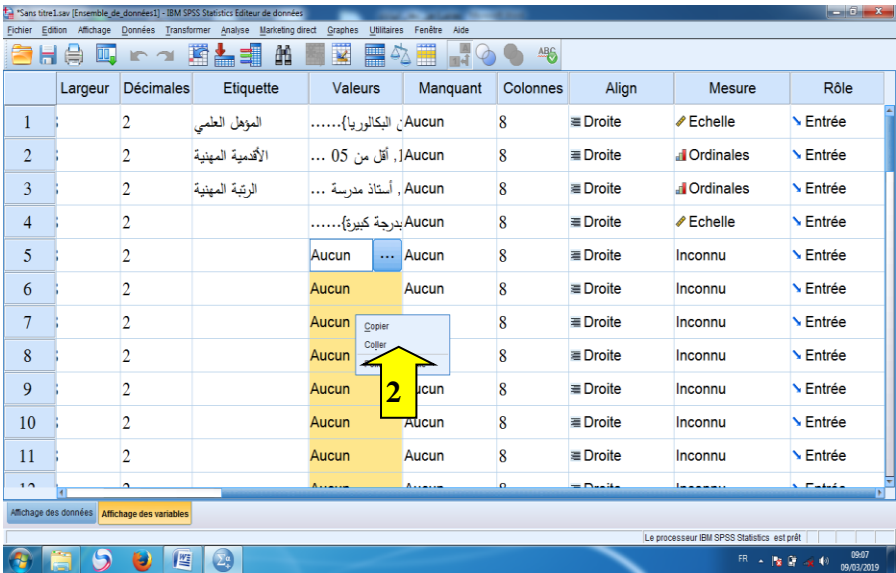 *Sans titre1.sav [Ensemble_de_données1] - IBM SPSS Statistics Editeur de données
Fichier Edition Affichage Données Transformer Analyse Marketing direct Graphes Utilitaires Fenêtre Aide
Largeur Décimales Etiquette Valeurs Manquant Colonnes Align Mesure Rôle
1 2 المؤهل العلمي ......{البكالوريا Aucun 8 Droite Echelle Entrée
2 2 الأقدمية المهنية ... 1, أقل من 05 Aucun 8 Droite Ordinales Entrée
3 2 الرتبة المهنية ... , أستاذ مدرسة Aucun 8 Droite Ordinales Entrée
4 2 ......{بدرجة كبيرة Aucun 8 Droite Echelle Entrée
5 2 Aucun ... Aucun 8 Droite Inconnu Entrée
6 2 Aucun Aucun 8 Droite Inconnu Entrée
7 2 Aucun 8 Droite Inconnu Entrée
Copier
Coller
8 2 Aucun 8 Droite Inconnu Entrée
2
9 2 Aucun Aucun 8 Droite Inconnu Entrée
10 2 Aucun Aucun 8 Droite Inconnu Entrée
11 2 Aucun Aucun 8 Droite Inconnu Entrée
Affichage des données Affichage des variables
Le processeur IBM SPSS Statistics est prêt
FR 09:07
09/03/2019